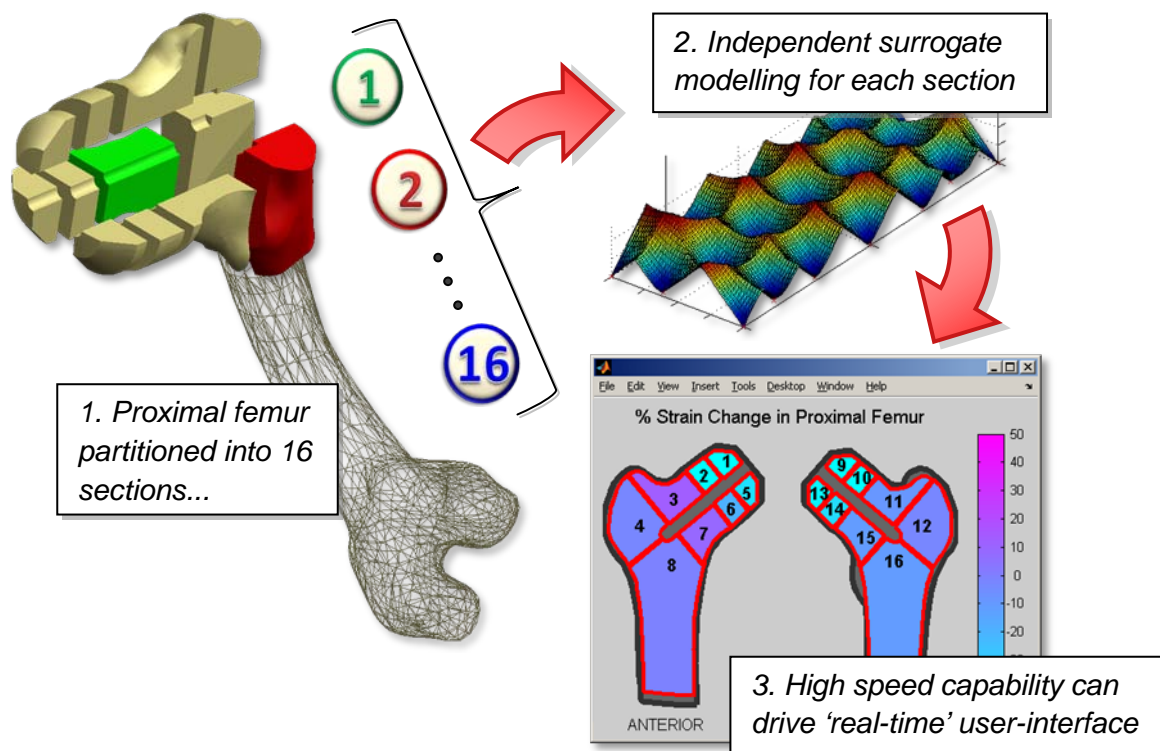 1
2
16
1. Proximal femur
partitioned into 16
sections...
2. Independent surrogate
modelling for each section
File Edit View Insert Tools Desktop Window Help
% Strain Change in Proximal Femur
1
2
3
4
5
6
7
8
9
10
11
12
13
14
15
16
50
40
30
20
10
0
-10
-20
ANTERIOR
3. High speed capability can
drive ‘real-time’ user-interface